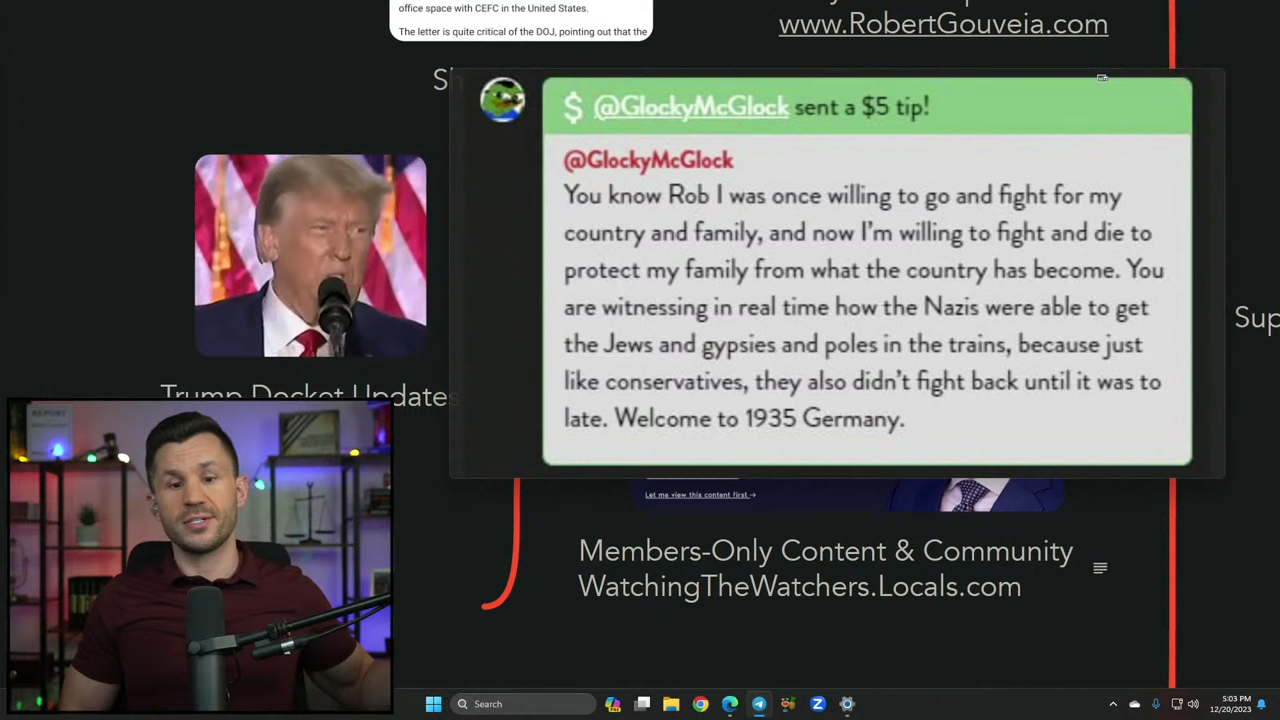 office space with CEFC in the United States.
The letter is quite critical of the DOJ, pointing out that the
www.RobertGouveia.com
Sh
$ @GlockyMcGlock sent a $5 tip!
@GlockyMcGlock
You know Rob I was once willing to go and fight for my
country and family, and now I'm willing to fight and die to
protect my family from what the country has become. You
are witnessing in real time how the Nazis were able to get
the Jews and gypsies and poles in the trains, because just
like conservatives, they also didn't fight back until it was to
late. Welcome to 1935 Germany.
Sup
Trump Docket Updates
Let me view this content first →
Members-Only Content & Community
WatchingTheWatchers.Locals.com
Search
5:03 PM
12/20/2023